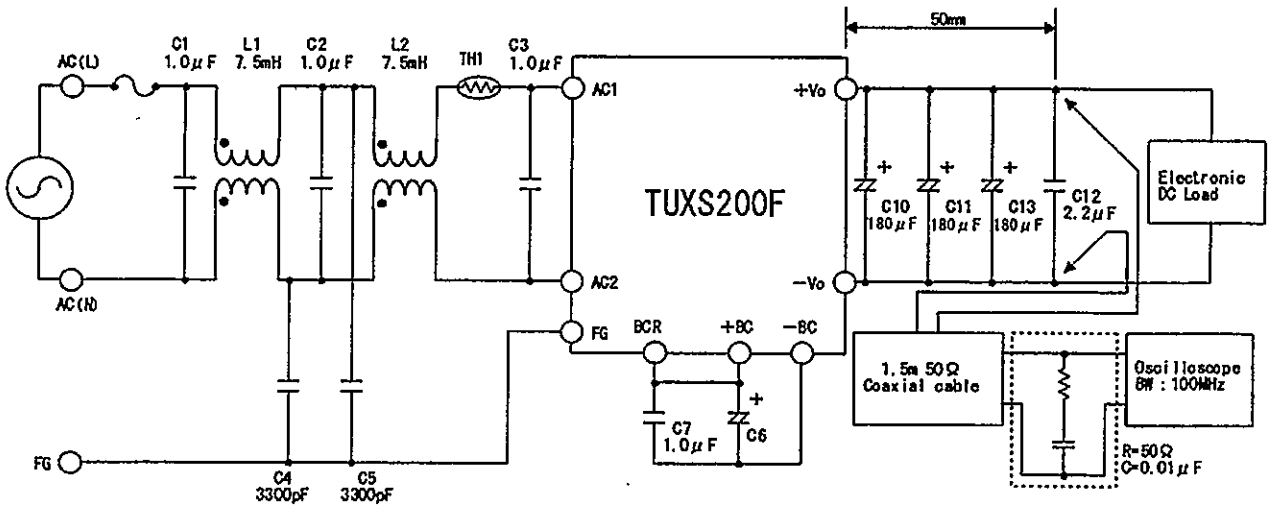 50mm
C1
1.0μF
L1
7.5mH
C2
1.0μF
L2
7.5mH
TH1
C3
1.0μF
AC(L)
AC(N)
AC1
AC2
FG
TUXS200F
+Vo
-Vo
BCR
+BC
-BC
+
C10
180μF
+
C11
180μF
+
C13
180μF
C12
2.2μF
Electronic
DC Load
C7
1.0μF
+
C6
1.5m 50Ω
Coaxial cable
Oscilloscope
BW : 100MHz
R=50Ω
C=0.01μF
FG
C4
3300pF
C5
3300pF